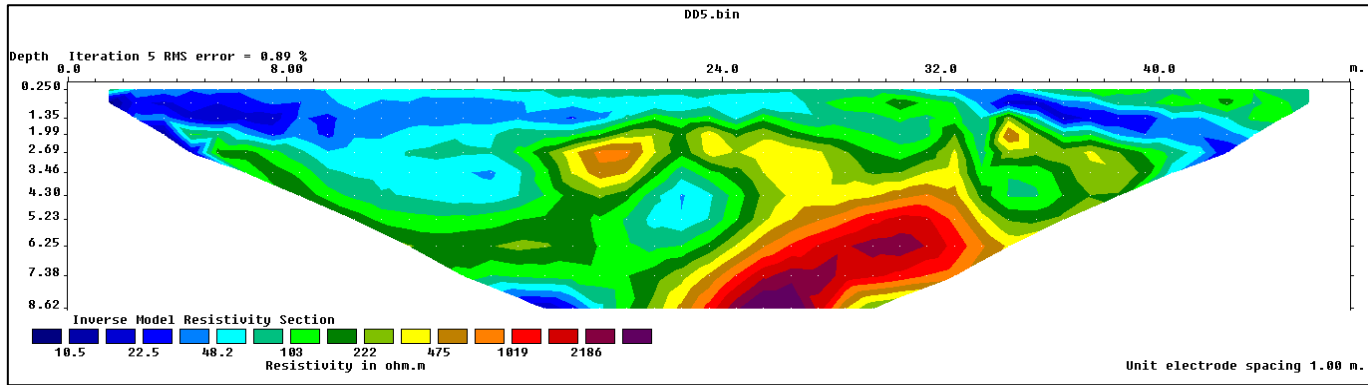 DD5.bin
Depth Iteration 5 RMS error = 0.89 %
0.0 8.00 24.0 32.0 40.0 m.
0.250
1.35
1.99
2.69
3.46
4.30
5.23
6.25
7.38
8.62
Inverse Model Resistivity Section
10.5 22.5 48.2 103 222 475 1019 2186
Resistivity in ohm.m Unit electrode spacing 1.00 m.